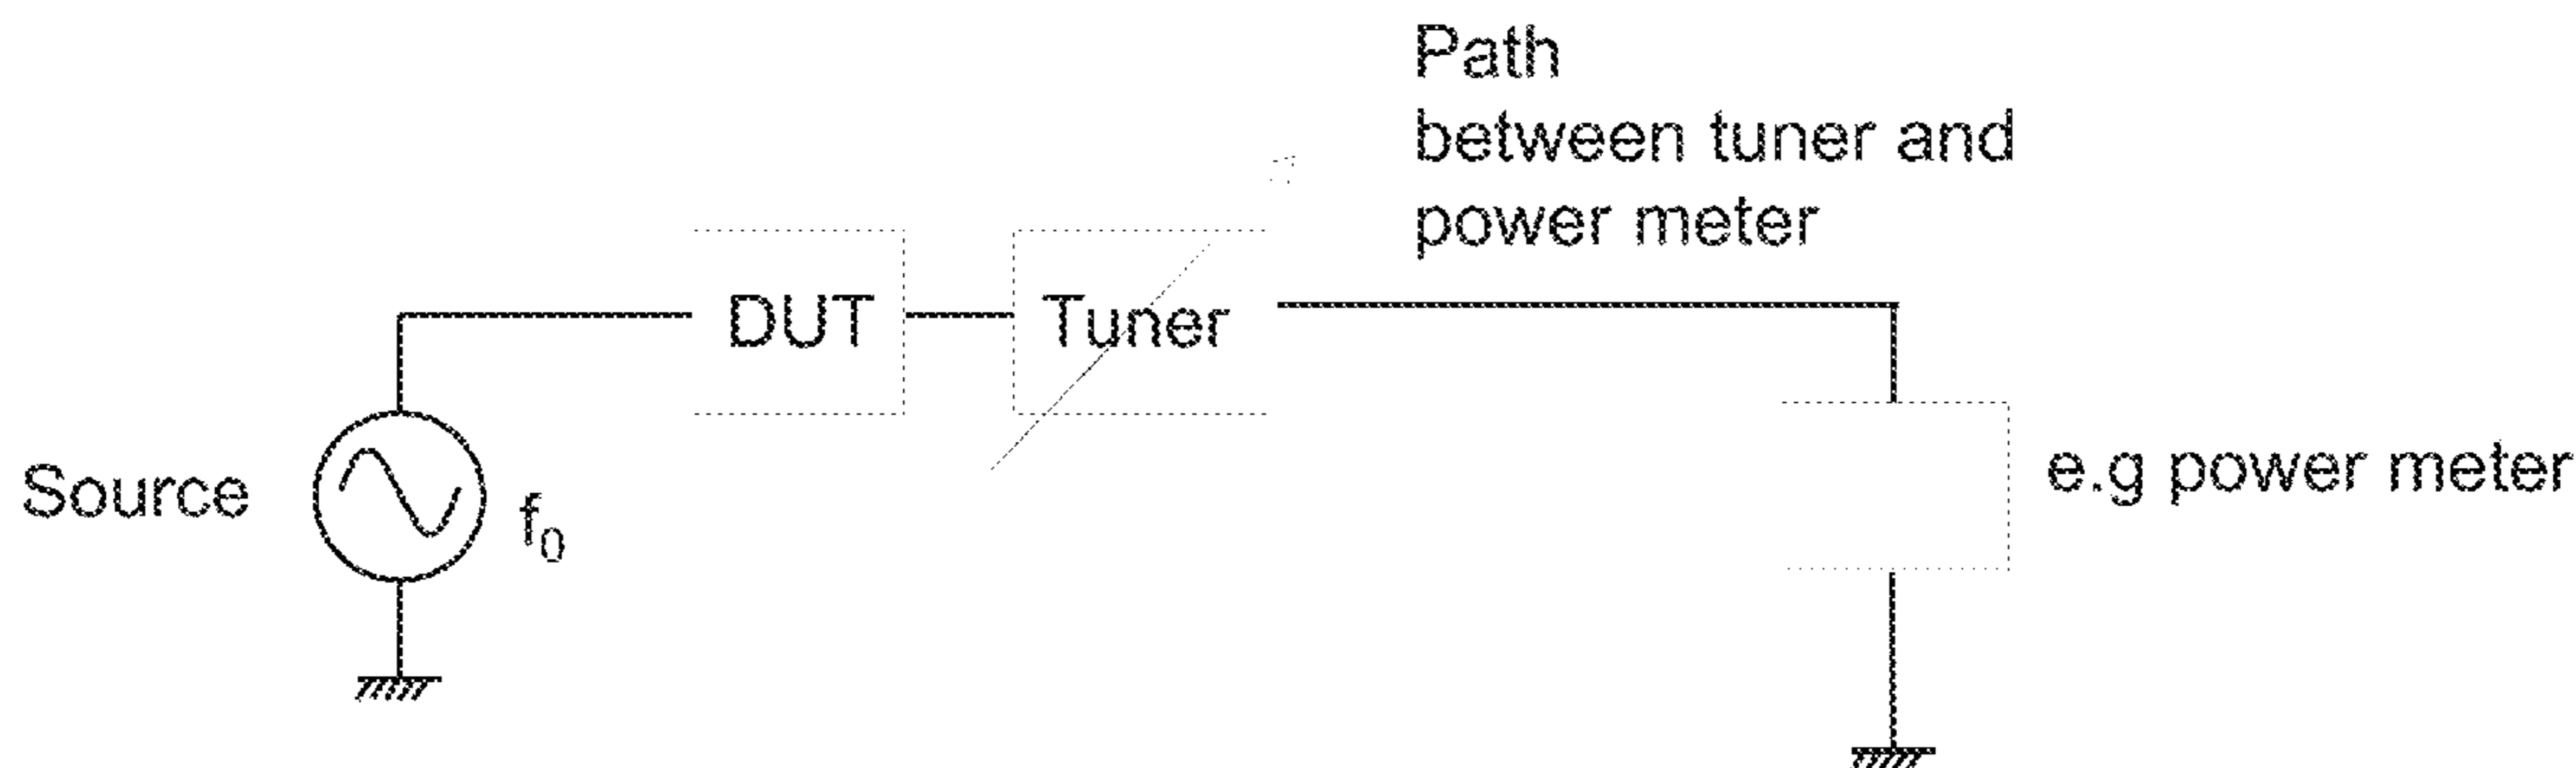 Path
between tuner and
power meter
DUT
Tuner
Source
f₀
e.g power meter